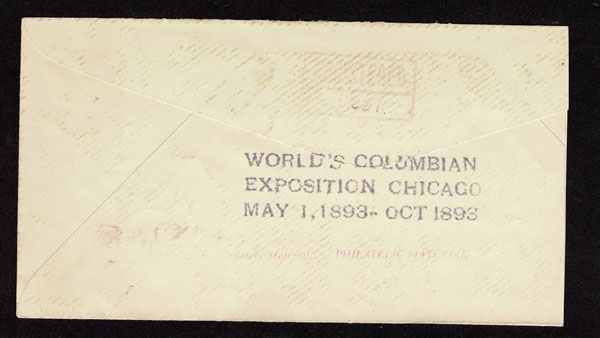 WORLD'S COLUMBIAN
EXPOSITION CHICAGO
MAY 1, 1893- OCT 1893
PHILATELIC MATERIAL